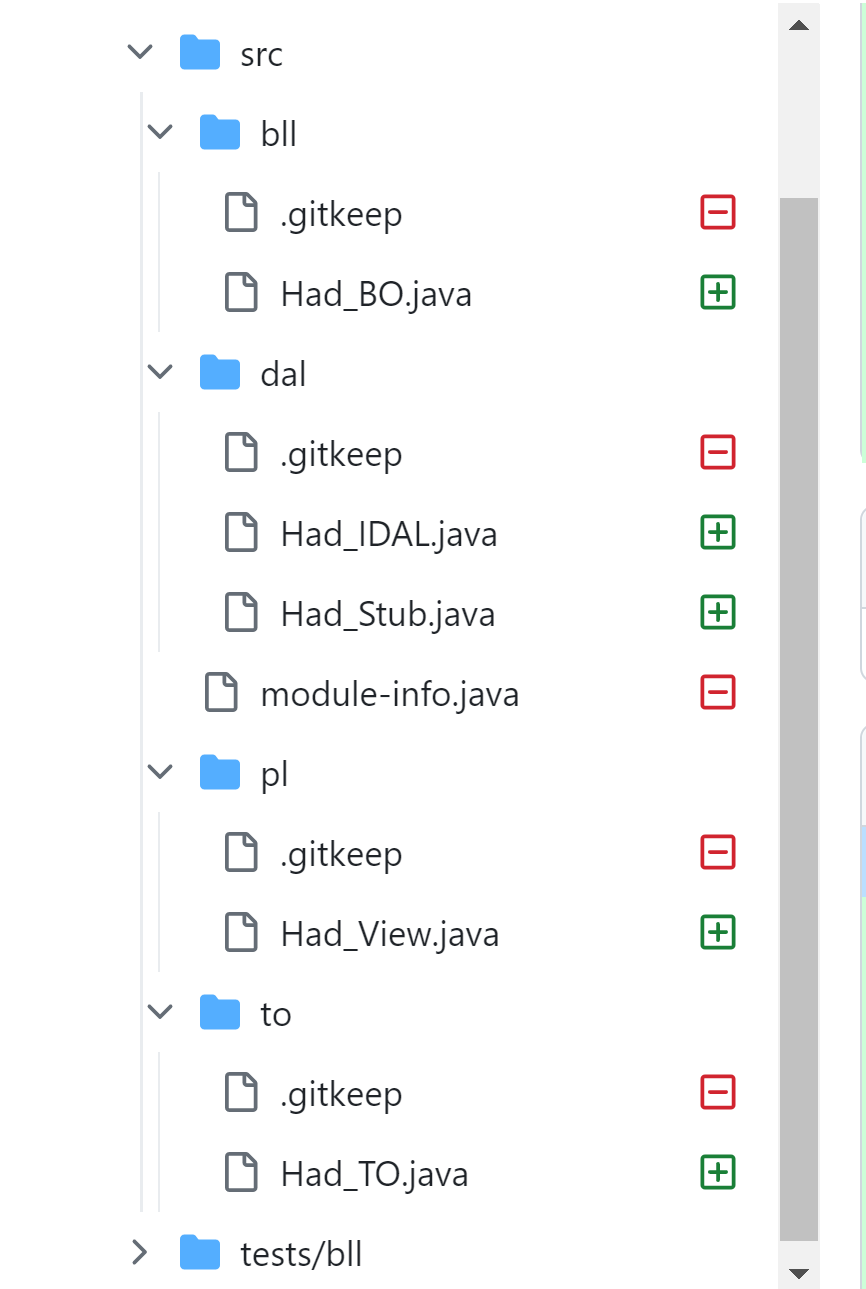 src
bll
.gitkeep
Had_BO.java
dal
.gitkeep
Had_IDAL.java
Had_Stub.java
module-info.java
pl
.gitkeep
Had_View.java
to
.gitkeep
Had_TO.java
tests/bll